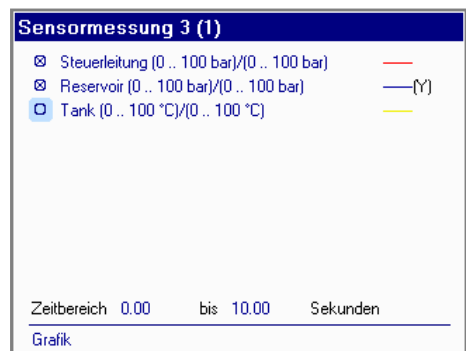 Sensormessung 3 (1)
Steuerleitung (0 .. 100 bar)/(0 .. 100 bar)
Reservoir (0 .. 100 bar)/(0 .. 100 bar) (Y)
Tank (0 .. 100 °C)/(0 .. 100 °C)
Zeitbereich 0.00 bis 10.00 Sekunden
Grafik